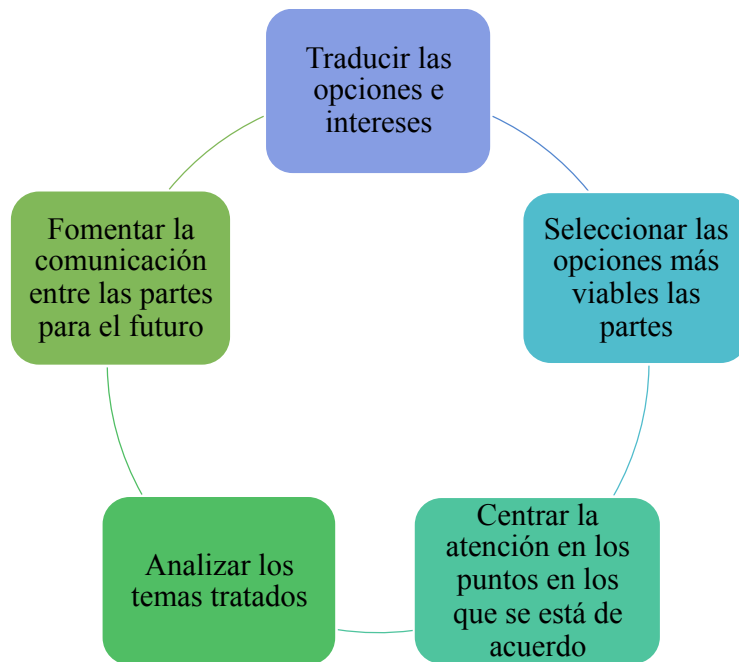 Traducir las
opciones e
intereses
Seleccionar las
opciones más
viables las
partes
Centrar la
atención en los
puntos en los
que se está de
acuerdo
Analizar los
temas tratados
Fomentar la
comunicación
entre las partes
para el futuro